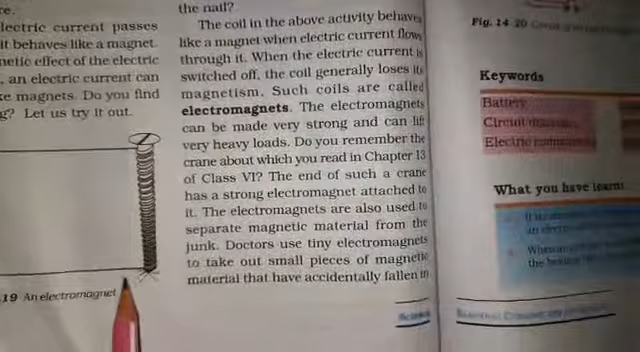 re.
lectric current passes
it behaves like a magnet.
netic effect of the electric
, an electric current can
ke magnets. Do you find
g? Let us try it out.
19 An electromagnet
the nail?
The coil in the above activity behaves
like a magnet when electric current flows
through it. When the electric current is
switched off, the coil generally loses its
magnetism. Such coils are called
electromagnets. The electromagnets
can be made very strong and can lift
very heavy loads. Do you remember the
crane about which you read in Chapter 13
of Class VI? The end of such a crane
has a strong electromagnet attached to
it. The electromagnets are also used to
separate magnetic material from the
junk. Doctors use tiny electromagnets
to take out small pieces of magnetic
material that have accidentally fallen in
Science
Fig. 14 20
Keywords
Battery
Circuit
Electric
What you have learnt